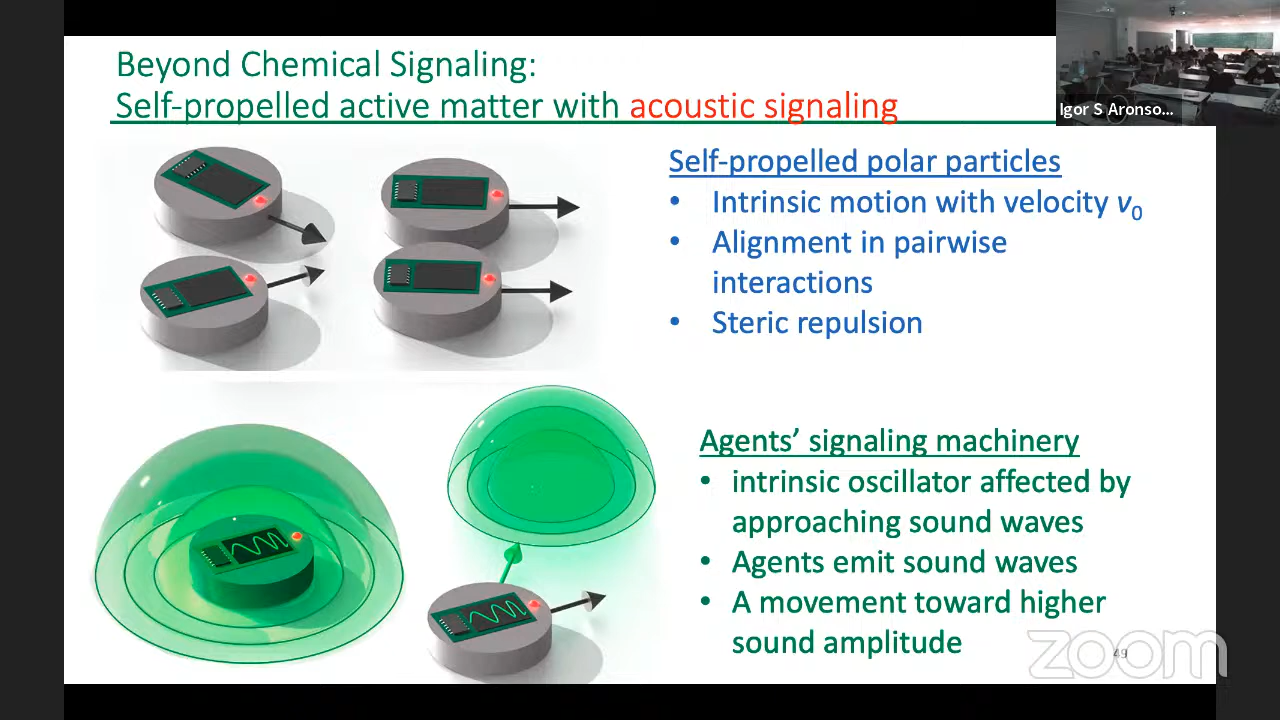 Beyond Chemical Signaling:
Self-propelled active matter with acoustic signaling
Igor S Aronso...
Self-propelled polar particles
• Intrinsic motion with velocity v0
• Alignment in pairwise
interactions
• Steric repulsion
Agents’ signaling machinery
• intrinsic oscillator affected by
approaching sound waves
• Agents emit sound waves
• A movement toward higher
sound amplitude
49
zoom